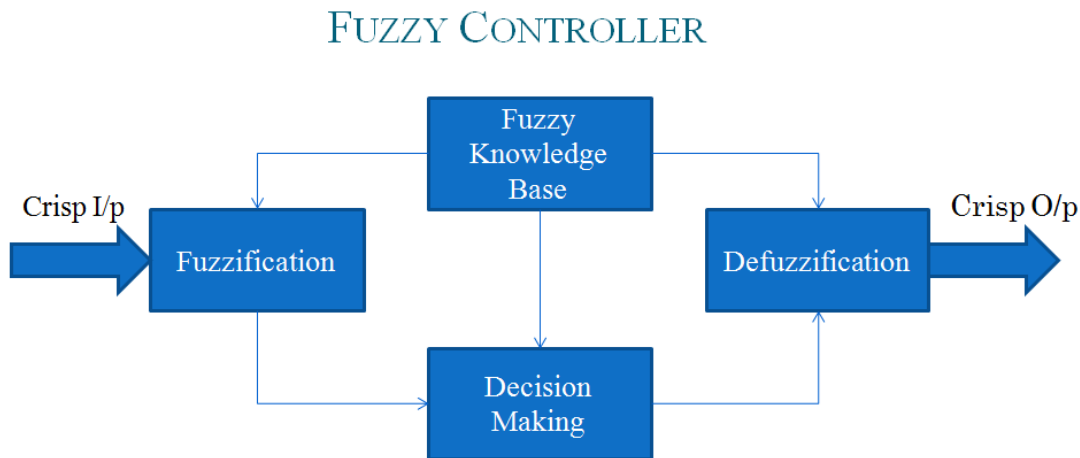 FUZZY CONTROLLER
Fuzzy
Knowledge
Base
Crisp I/p
Crisp O/p
Fuzzification
Defuzzification
Decision
Making